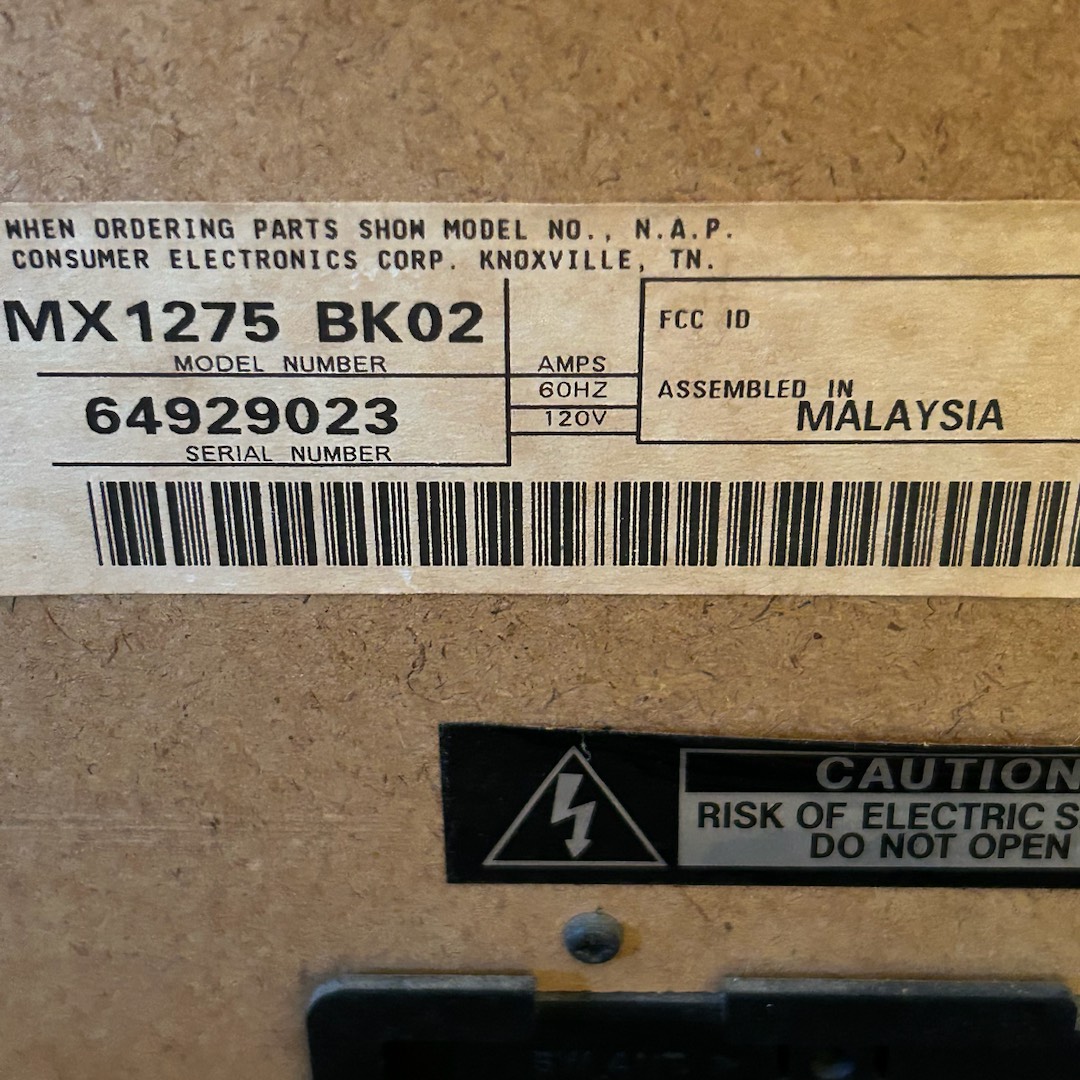 WHEN ORDERING PARTS SHOW MODEL NO., N.A.P.
CONSUMER ELECTRONICS CORP. KNOXVILLE, TN.
MX1275 BK02
MODEL NUMBER
64929023
SERIAL NUMBER
AMPS
60HZ
120V
FCC ID
ASSEMBLED IN
MALAYSIA
CAUTION
RISK OF ELECTRIC
DO NOT OPEN